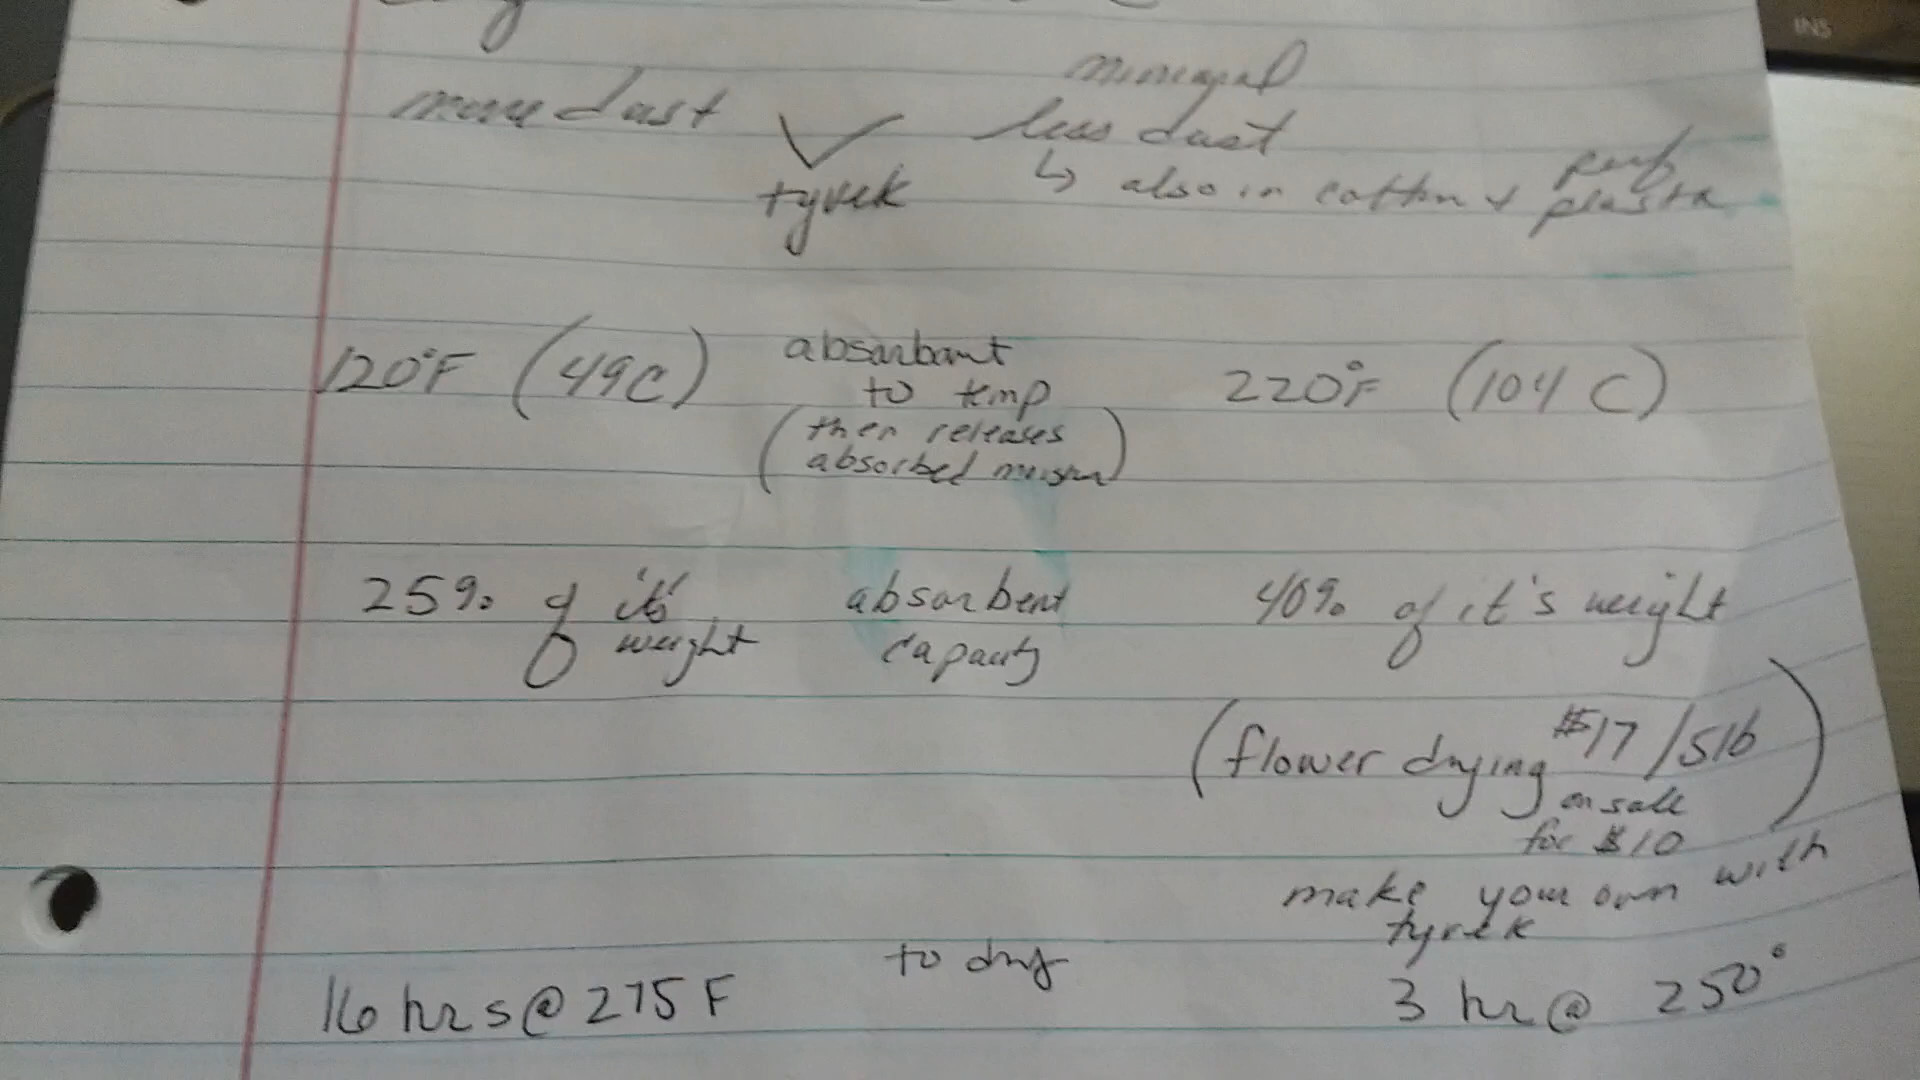 more dust
mineral
less dust
tyvek
↳ also in cotton + perf
plastic
120°F (49C)
absorbant
to temp
(then releases
absorbed moisture)
220°F (104 C)
25% of it's
weight
absorbent
capacity
40% of it's weight
(flower drying $17/5lb
on sale
for $10)
make your own with
tyvek
16 hrs @ 275 F
to dry
3 hr @ 250°
INS